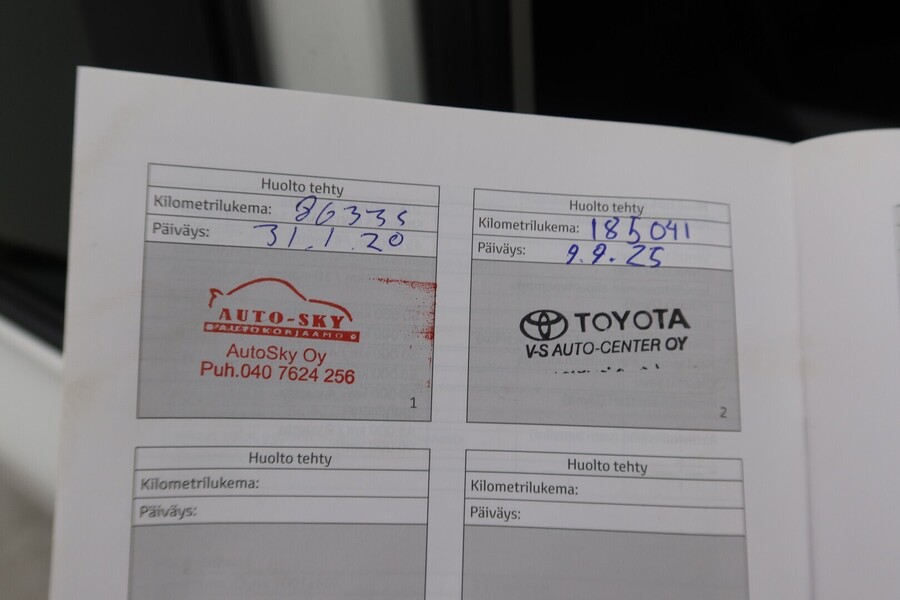 Huolto tehty
Kilometrilukema: 86335
Päiväys: 31.1.20
AUTO-SKY
AUTOKORJAAMO
AutoSky Oy
Puh.040 7624 256
1
Huolto tehty
Kilometrilukema: 185041
Päiväys: 9.9.25
TOYOTA
V-S AUTO-CENTER OY
2
Huolto tehty
Kilometrilukema:
Päiväys:
Huolto tehty
Kilometrilukema:
Päiväys: